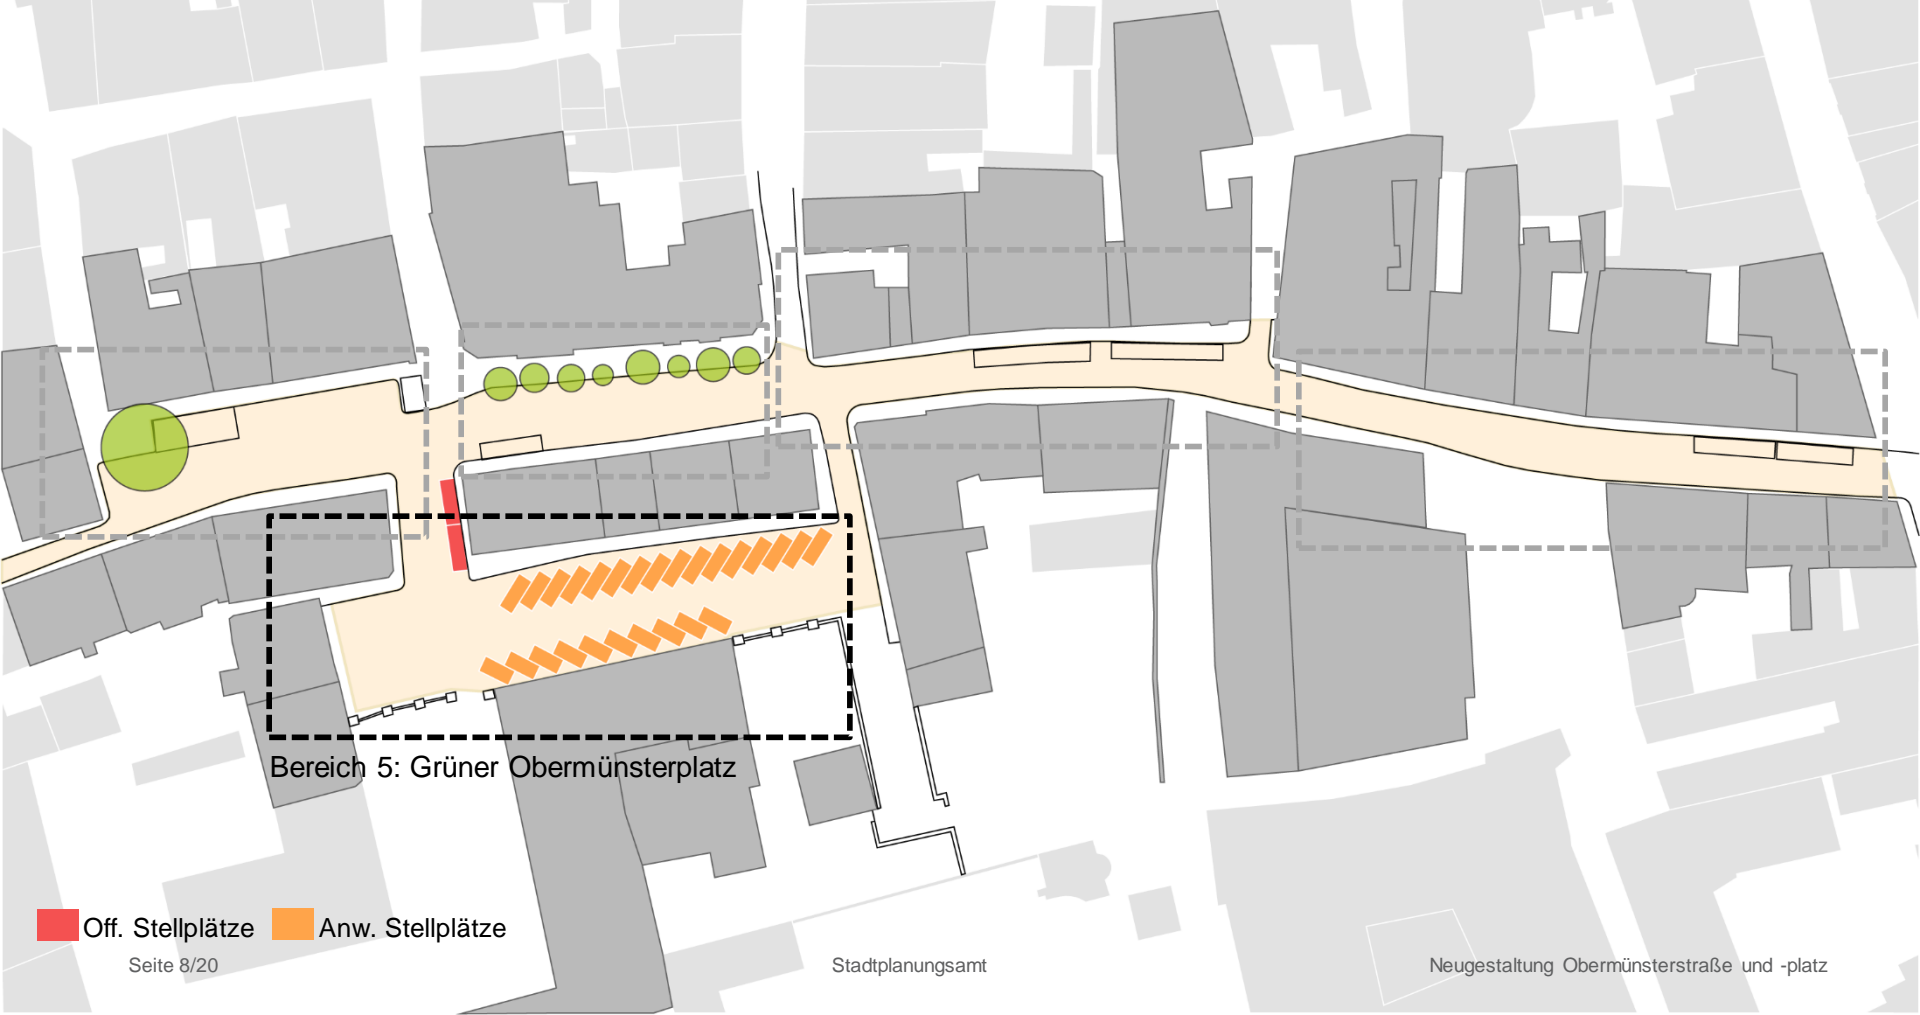 Bereich 5: Grüner Obermünsterplatz
Off. Stellplätze
Anw. Stellplätze
Seite 8/20
Stadtplanungsamt
Neugestaltung Obermünsterstraße und -platz